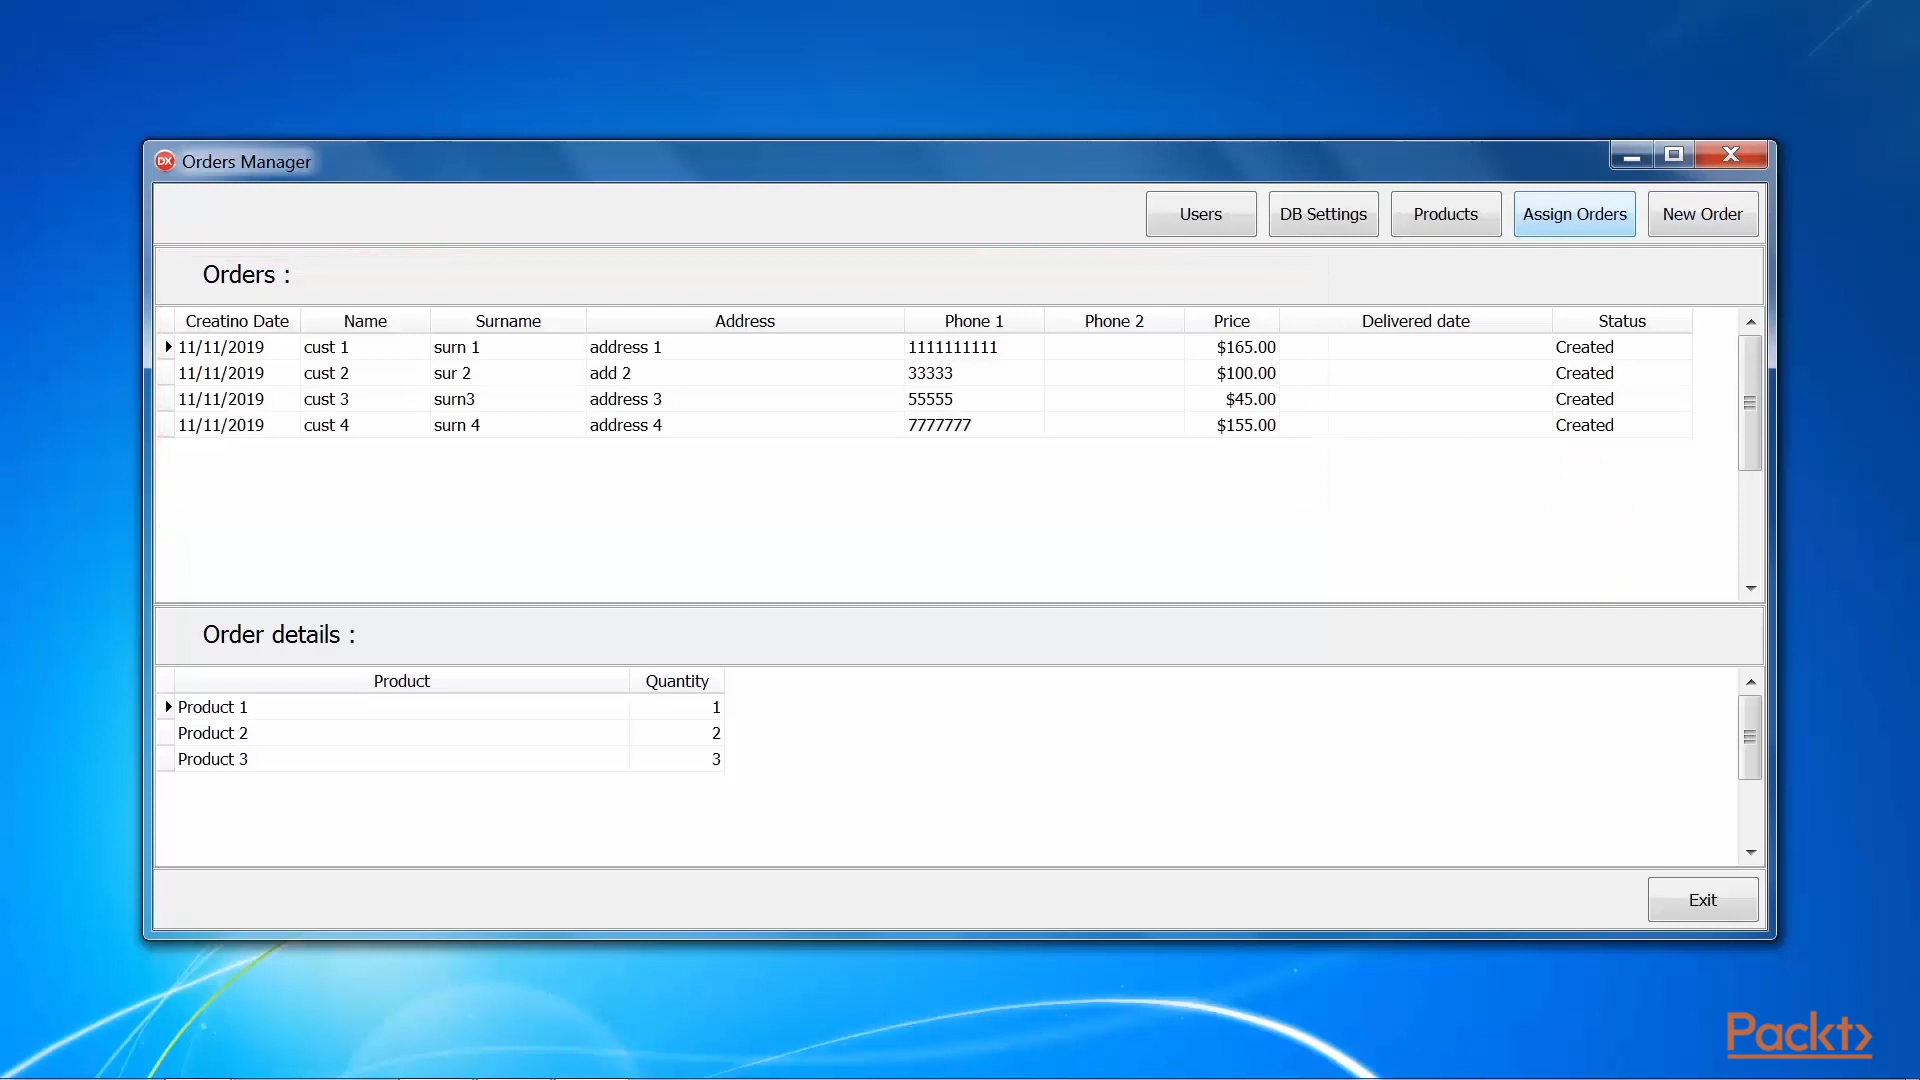 DX Orders Manager
Users DB Settings Products Assign Orders New Order
Orders :
Creatino Date Name Surname Address Phone 1 Phone 2 Price Delivered date Status
11/11/2019 cust 1 surn 1 address 1 1111111111 $165.00 Created
11/11/2019 cust 2 sur 2 add 2 33333 $100.00 Created
11/11/2019 cust 3 surn3 address 3 55555 $45.00 Created
11/11/2019 cust 4 surn 4 address 4 7777777 $155.00 Created
Order details :
Product Quantity
Product 1 1
Product 2 2
Product 3 3
Exit
Packt>